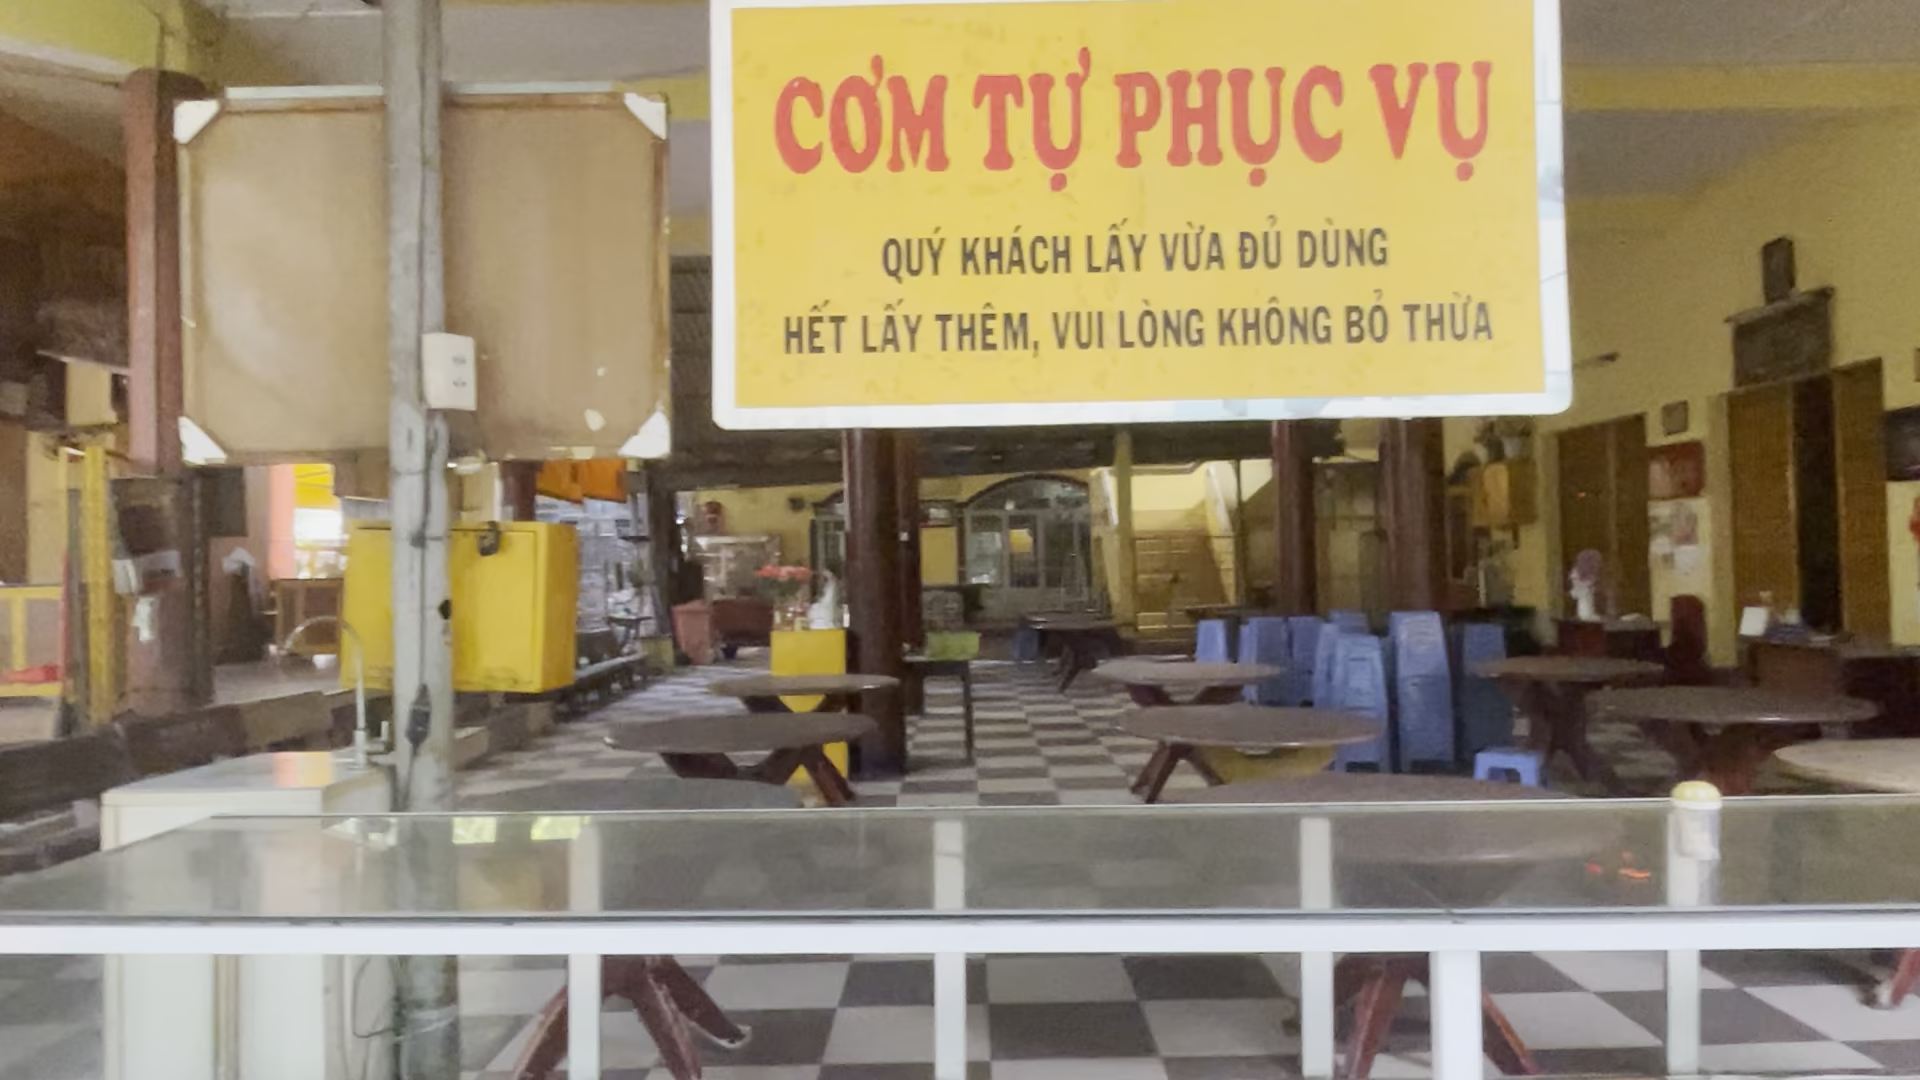 CƠM TỰ PHỤC VỤ
QUÝ KHÁCH LẤY VỪA ĐỦ DÙNG
HẾT LẤY THÊM, VUI LÒNG KHÔNG BỎ THỪA